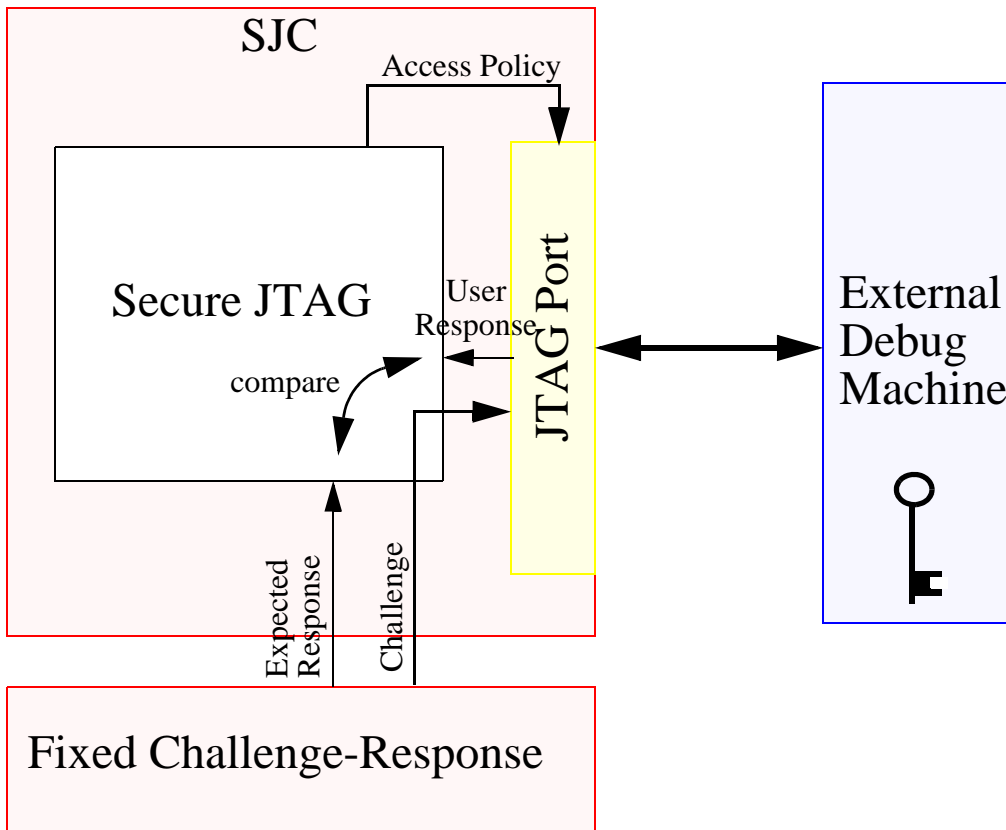 SJC
Access Policy
Secure JTAG
User
Response
JTAG Port
compare
External
Debug
Machine
Expected
Response
Challenge
Fixed Challenge-Response